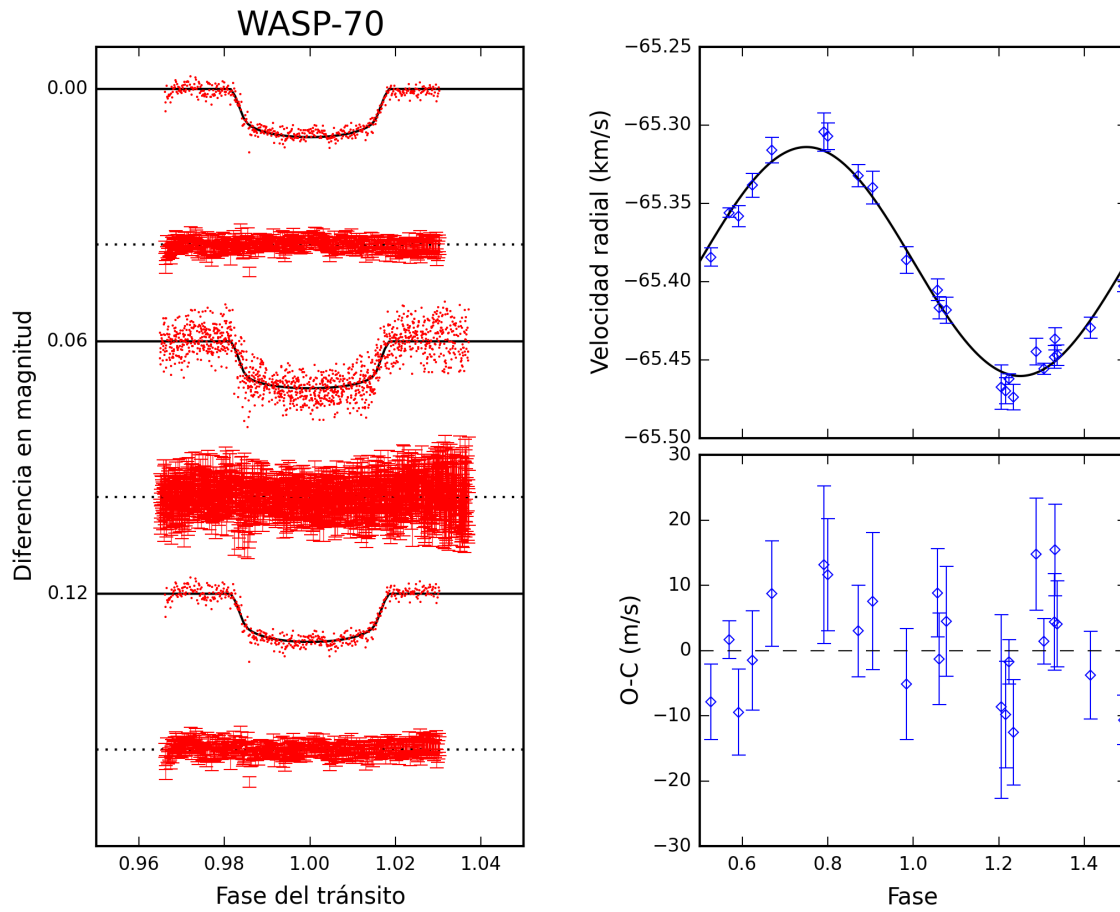 WASP-70
Diferencia en magnitud
0.00
0.06
0.12
0.96 0.98 1.00 1.02 1.04
Fase del tránsito
Velocidad radial (km/s)
−65.25
−65.30
−65.35
−65.40
−65.45
−65.50
O-C (m/s)
30
20
10
0
−10
−20
−30
0.6 0.8 1.0 1.2 1.4
Fase